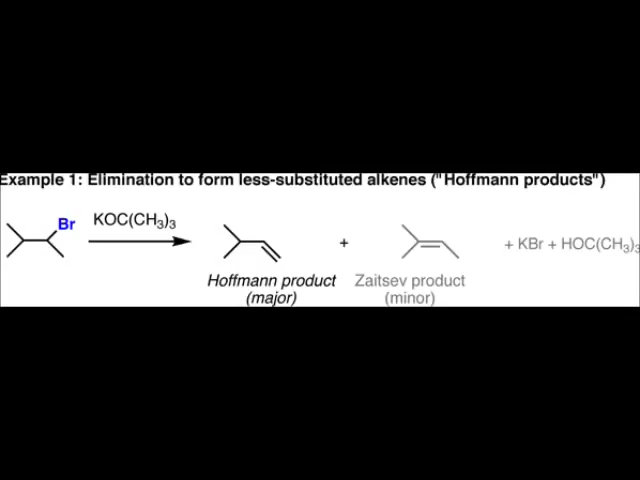 Example 1: Elimination to form less-substituted alkenes ("Hoffmann products")
Br
KOC(CH3)3
+
+ KBr + HOC(CH3)3
Hoffmann product
(major)
Zaitsev product
(minor)